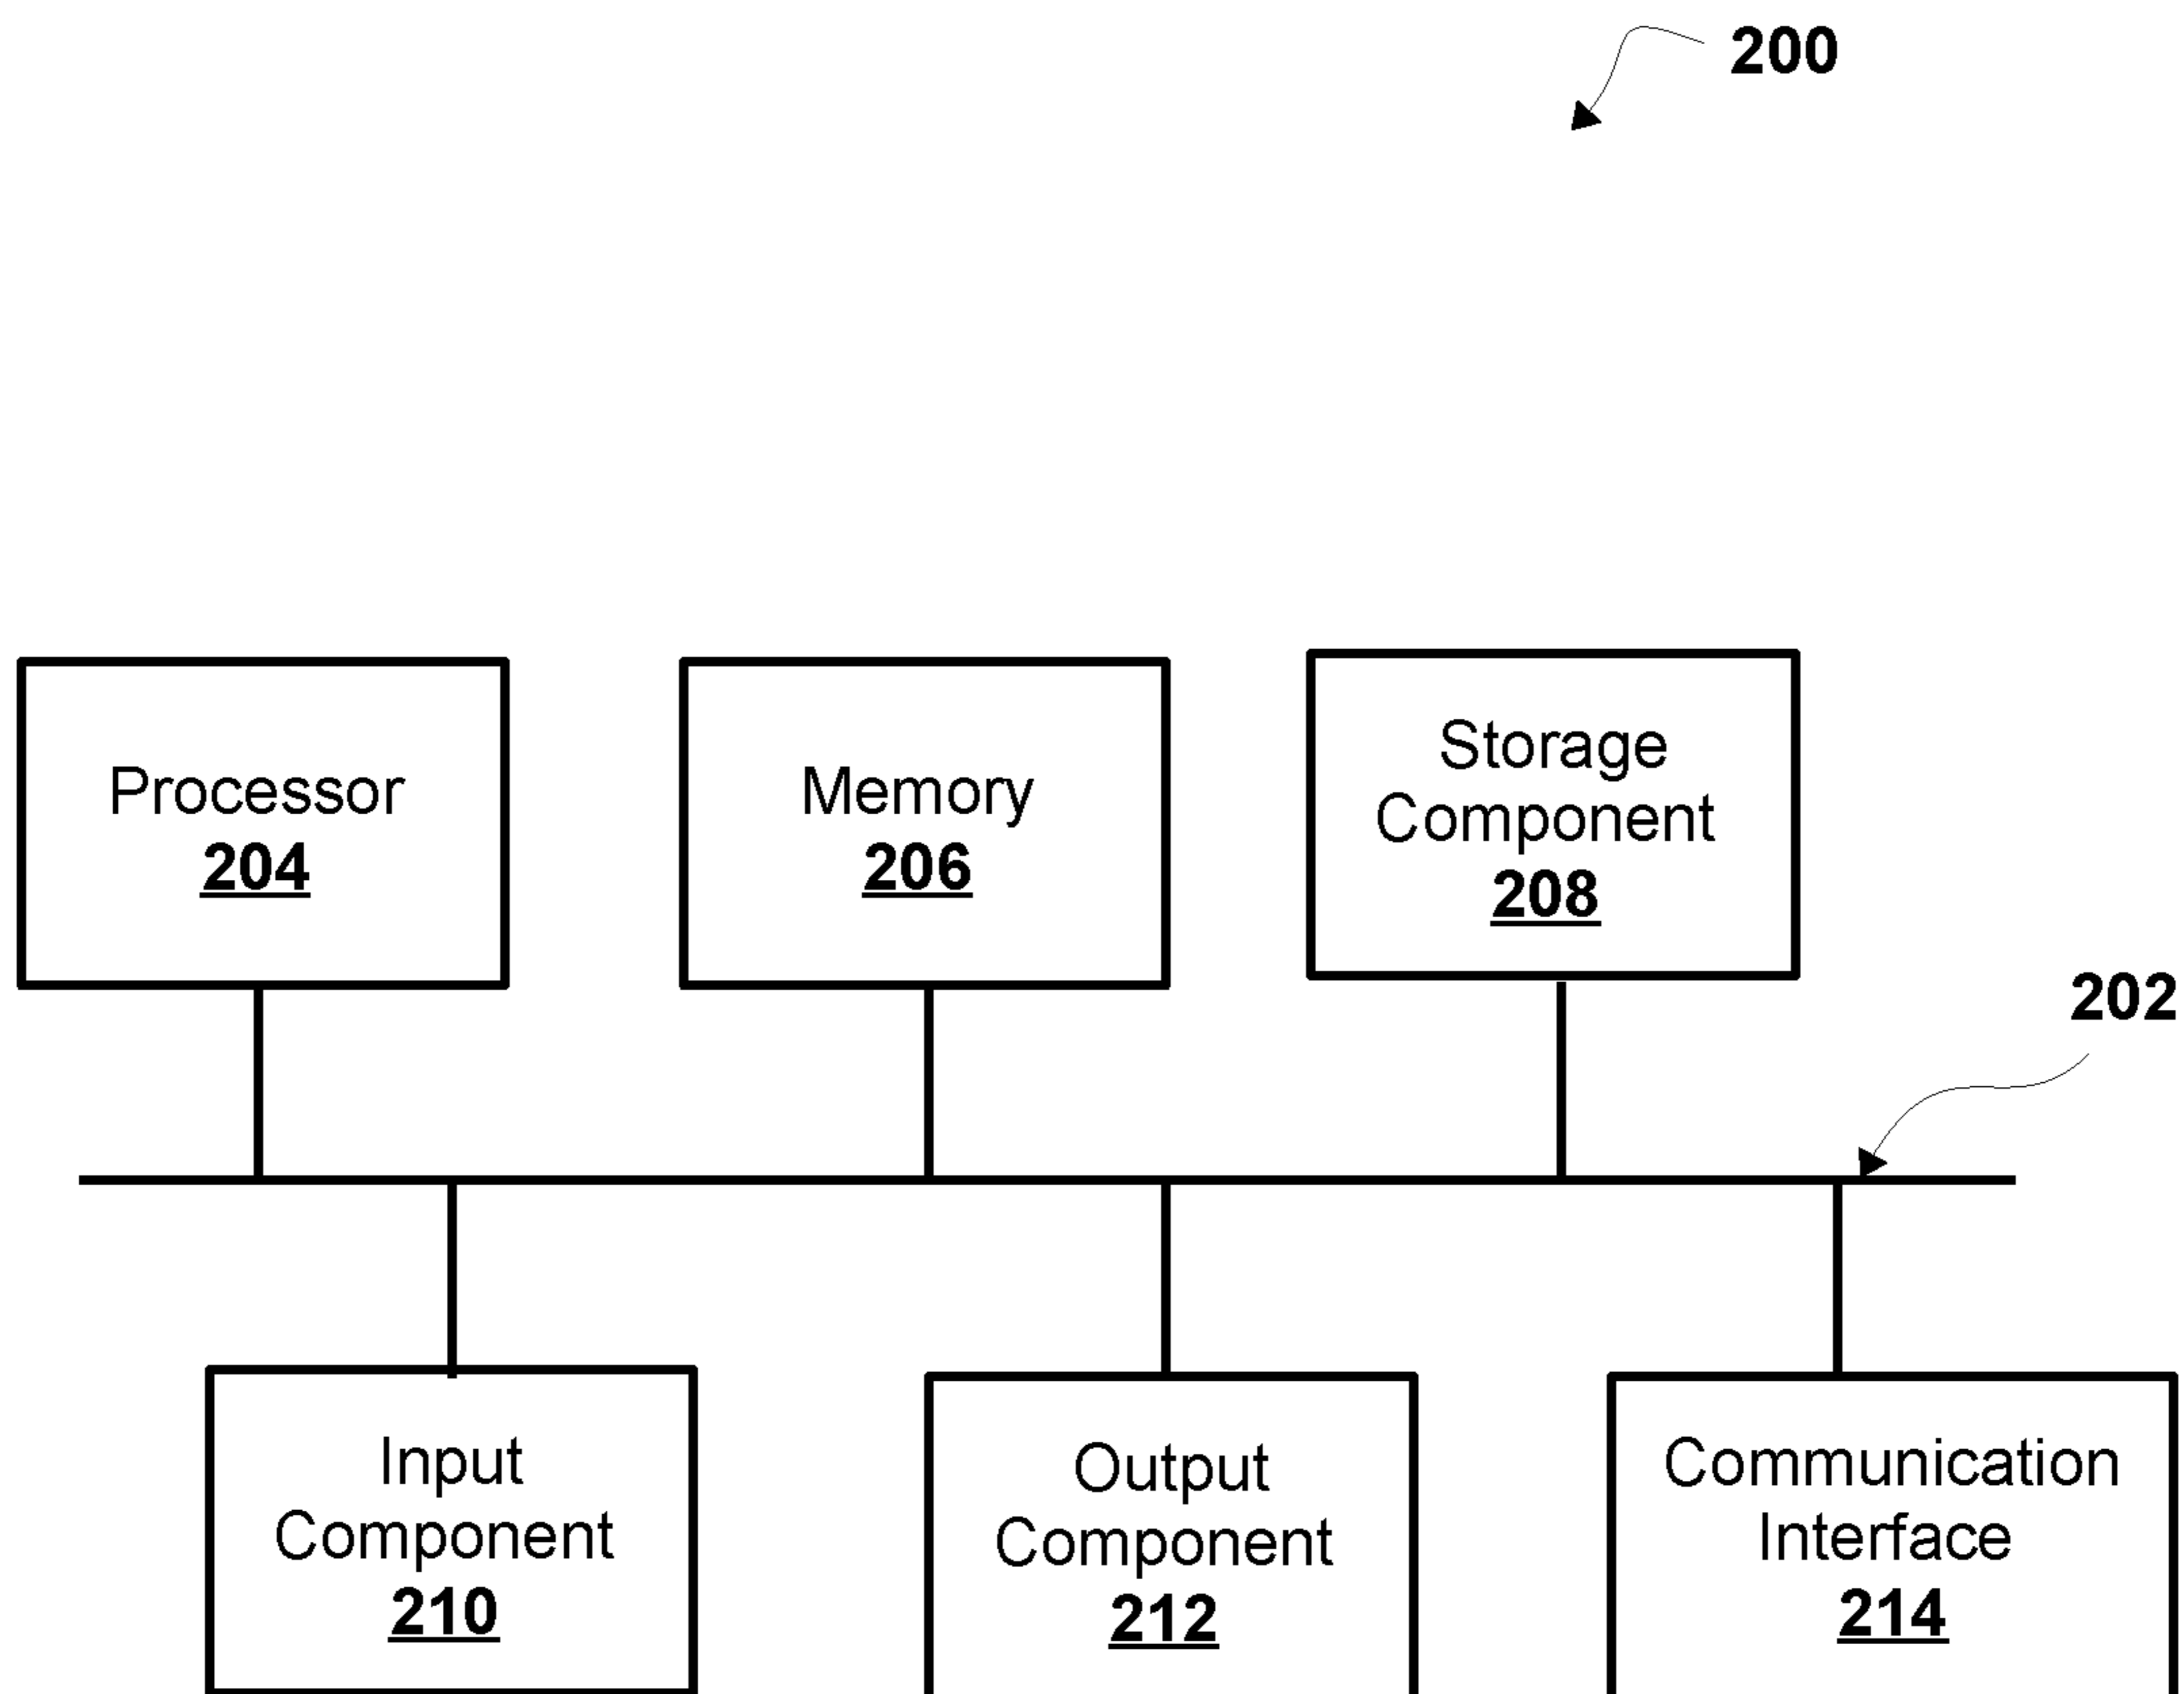 200
Processor
204
Memory
206
Storage
Component
208
202
Input
Component
210
Output
Component
212
Communication
Interface
214